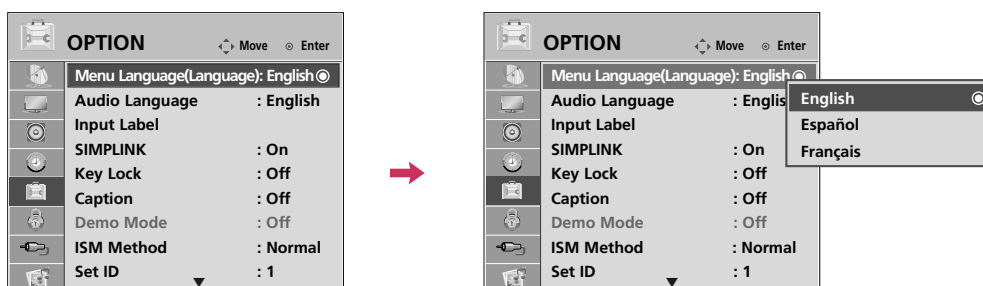 OPTION Move Enter
Menu Language(Language): English
Audio Language : English
Input Label
SIMPLINK : On
Key Lock : Off
Caption : Off
Demo Mode : Off
ISM Method : Normal
Set ID : 1
OPTION Move Enter
Menu Language(Language): English
Audio Language : Englis
Input Label
SIMPLINK : On
Key Lock : Off
Caption : Off
Demo Mode : Off
ISM Method : Normal
Set ID : 1
English
Español
Français